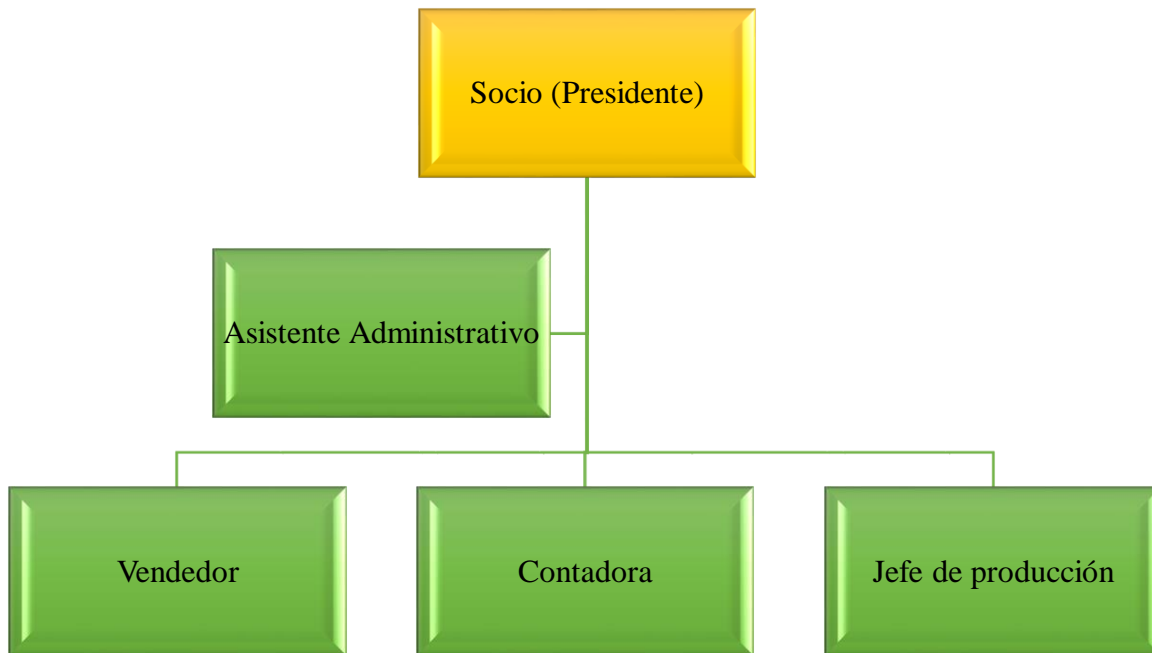 Socio (Presidente)
Asistente Administrativo
Vendedor
Contadora
Jefe de producción